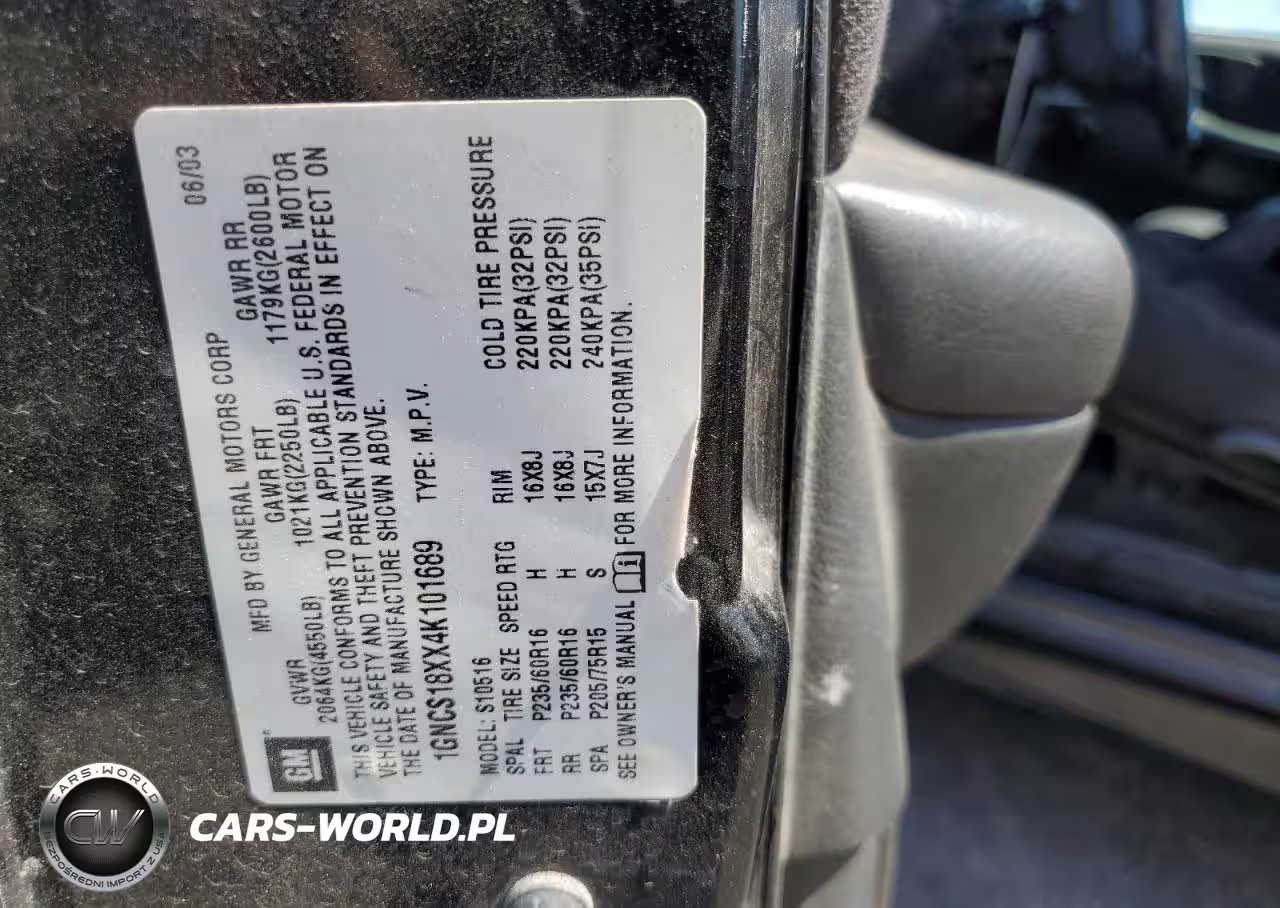 MFD BY GENERAL MOTORS CORP 06/03
GVWR GAWR FRT GAWR RR
2064KG(4550LB) 1021KG(2250LB) 1179KG(2600LB)
THIS VEHICLE CONFORMS TO ALL APPLICABLE U.S. FEDERAL MOTOR
VEHICLE SAFETY AND THEFT PREVENTION STANDARDS IN EFFECT ON
THE DATE OF MANUFACTURE SHOWN ABOVE.
1GNCS18XX4K101689 TYPE: M.P.V.
MODEL: S10516
SPAL TIRE SIZE SPEED RTG RIM COLD TIRE PRESSURE
FRT P235/60R16 H 16X8J 220KPA(32PSI)
RR P235/60R16 H 16X8J 220KPA(32PSI)
SPA P205/75R15 S 15X7J 240KPA(35PSI)
SEE OWNER'S MANUAL i FOR MORE INFORMATION.
GM
CARS-WORLD
CW
BEZPOŚREDNI IMPORT Z USA
CARS-WORLD.PL